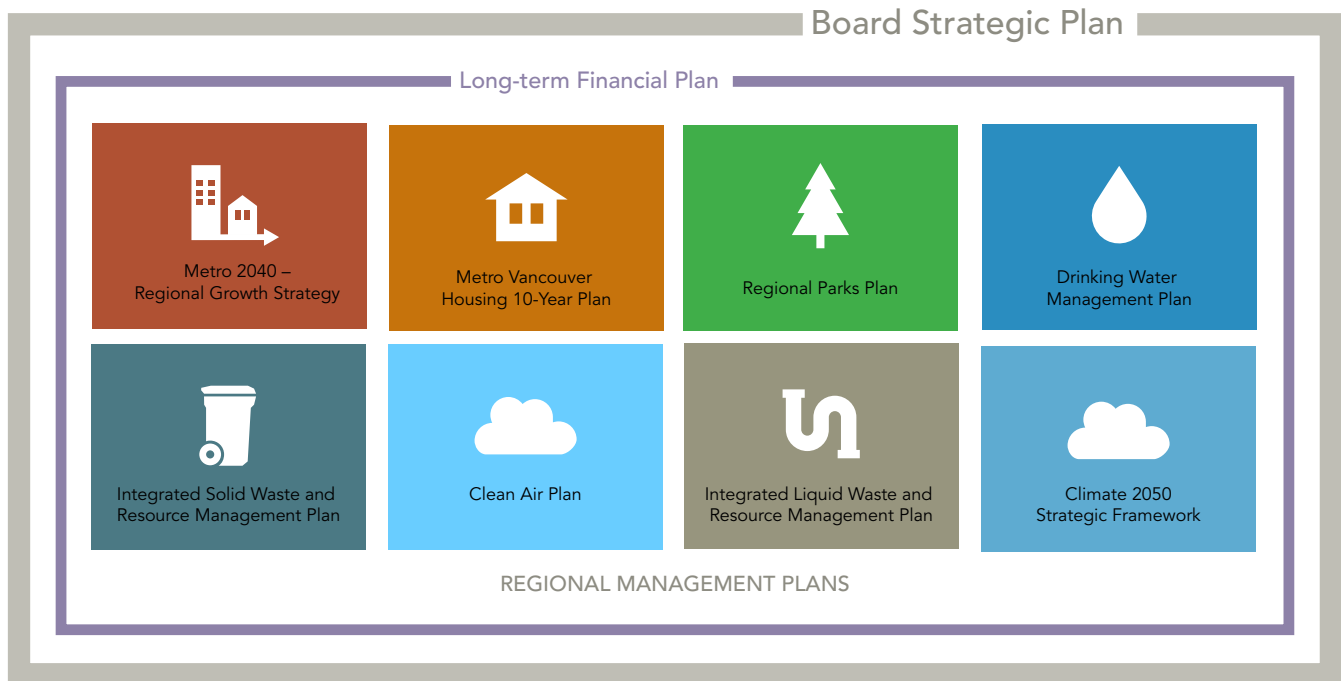 Board Strategic Plan
Long-term Financial Plan
Metro 2040 –
Regional Growth Strategy
Metro Vancouver
Housing 10-Year Plan
Regional Parks Plan
Drinking Water
Management Plan
Integrated Solid Waste and
Resource Management Plan
Clean Air Plan
Integrated Liquid Waste and
Resource Management Plan
Climate 2050
Strategic Framework
REGIONAL MANAGEMENT PLANS